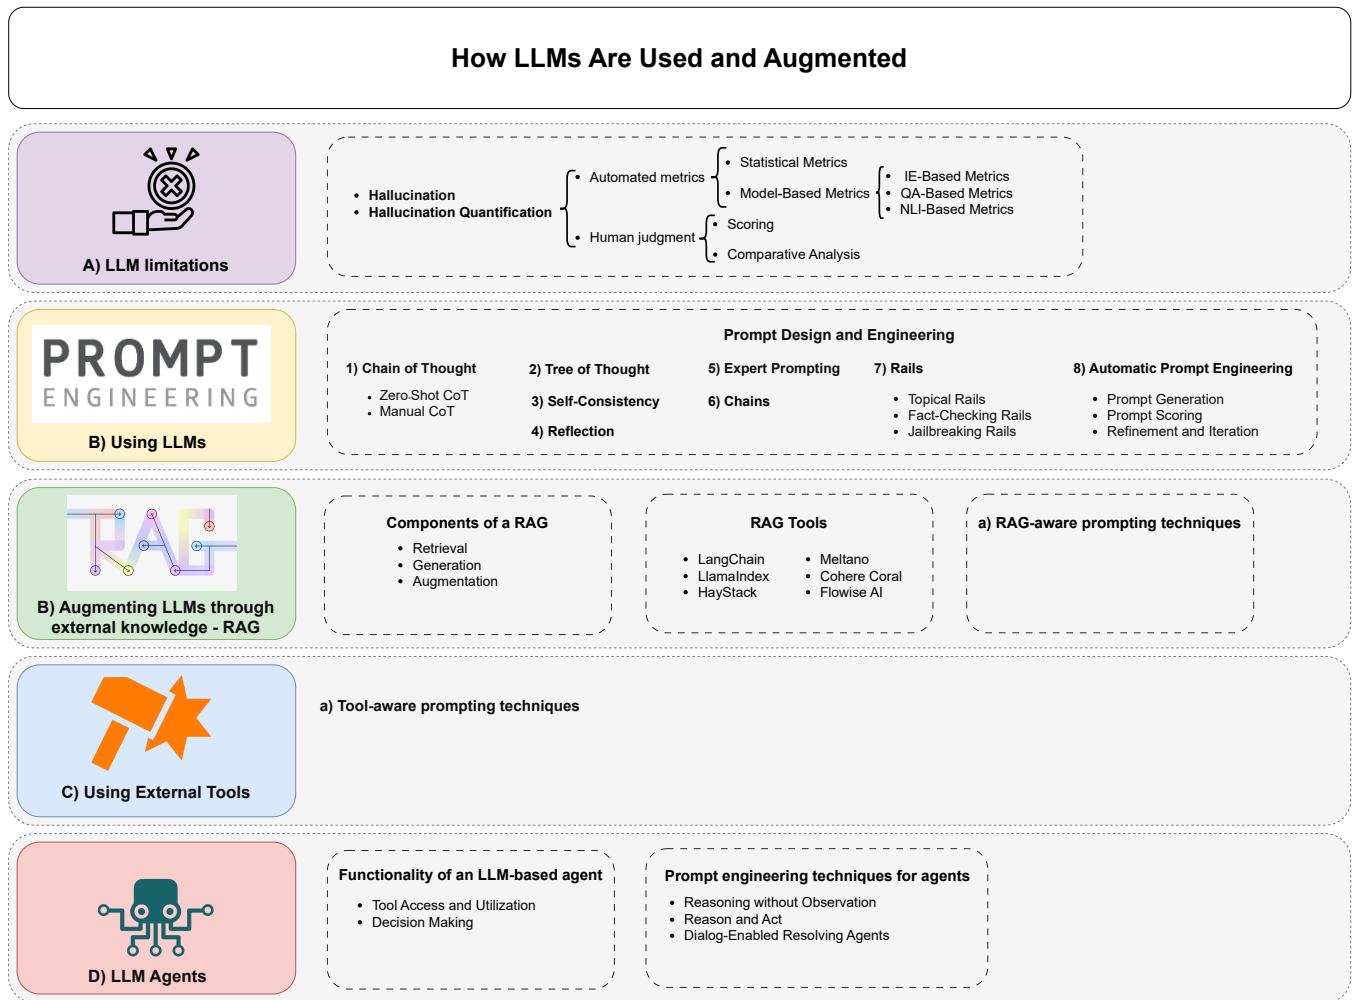 How LLMs Are Used and Augmented
A) LLM limitations
• Hallucination
• Hallucination Quantification
• Automated metrics
• Human judgment
• Statistical Metrics
• Model-Based Metrics
• IE-Based Metrics
• QA-Based Metrics
• NLI-Based Metrics
• Scoring
• Comparative Analysis
PROMPT
ENGINEERING
B) Using LLMs
Prompt Design and Engineering
1) Chain of Thought
• Zero-Shot CoT
• Manual CoT
2) Tree of Thought
3) Self-Consistency
4) Reflection
5) Expert Prompting
6) Chains
7) Rails
• Topical Rails
• Fact-Checking Rails
• Jailbreaking Rails
8) Automatic Prompt Engineering
• Prompt Generation
• Prompt Scoring
• Refinement and Iteration
RAG
B) Augmenting LLMs through
external knowledge - RAG
Components of a RAG
• Retrieval
• Generation
• Augmentation
RAG Tools
• LangChain
• LlamaIndex
• HayStack
• Meltano
• Cohere Coral
• Flowise AI
a) RAG-aware prompting techniques
C) Using External Tools
a) Tool-aware prompting techniques
D) LLM Agents
Functionality of an LLM-based agent
• Tool Access and Utilization
• Decision Making
Prompt engineering techniques for agents
• Reasoning without Observation
• Reason and Act
• Dialog-Enabled Resolving Agents